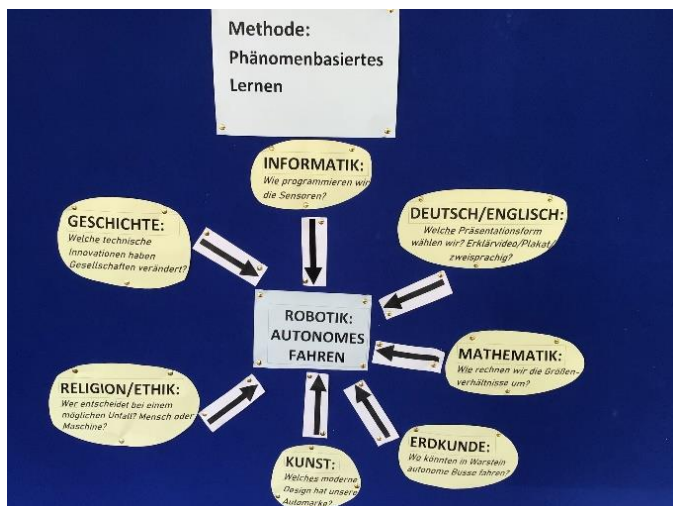 Methode:
Phänomenbasiertes
Lernen
INFORMATIK:
Wie programmieren wir
die Sensoren?
GESCHICHTE:
Welche technische
Innovationen haben
Gesellschaften verändert?
DEUTSCH/ENGLISCH:
Welche Präsentationsform
wählen wir? Erklärvideo/Plakat/
zweisprachig?
ROBOTIK:
AUTONOMES
FAHREN
MATHEMATIK:
Wie rechnen wir die Größen-
verhältnisse um?
RELIGION/ETHIK:
Wer entscheidet bei einem
möglichen Unfall? Mensch oder
Maschine?
ERDKUNDE:
Wo könnten in Warstein
autonome Busse fahren?
KUNST:
Welches moderne
Design hat unsere
Automarke?